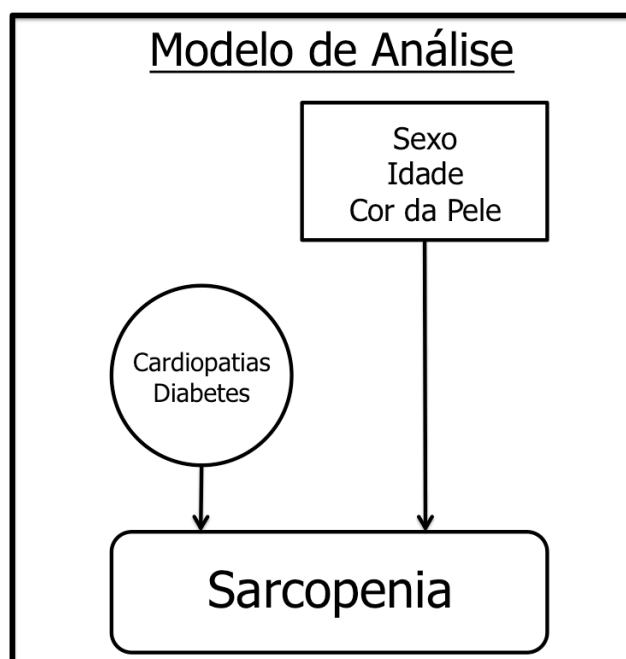 Modelo de Análise
Sexo
Idade
Cor da Pele
Cardiopatias
Diabetes
Sarcopenia